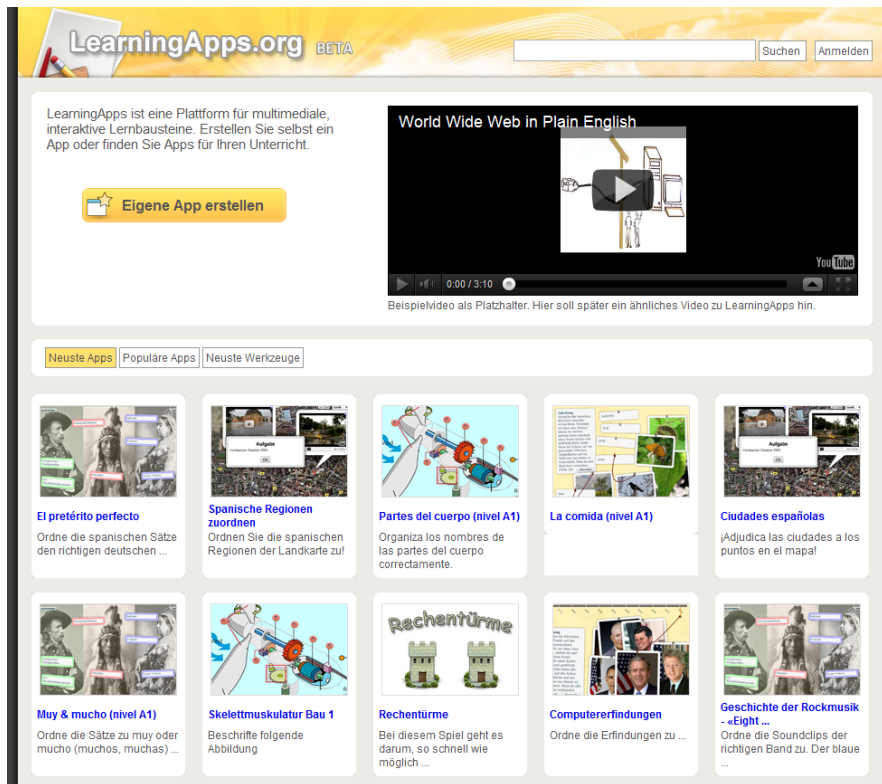 LearningApps.org BETA
Suchen Anmelden
LearningApps ist eine Plattform für multimediale,
interaktive Lernbausteine. Erstellen Sie selbst ein
App oder finden Sie Apps für Ihren Unterricht.
Eigene App erstellen
World Wide Web in Plain English
YouTube
0:00 / 3:10
Beispielvideo als Platzhalter. Hier soll später ein ähnliches Video zu LearningApps hin.
Neuste Apps Populäre Apps Neuste Werkzeuge
Aufgabe
Aufgabe
El pretérito perfecto
Ordne die spanischen Sätze
den richtigen deutschen ...
Spanische Regionen
zuordnen
Ordnen Sie die spanischen
Regionen der Landkarte zu!
Partes del cuerpo (nivel A1)
Organiza los nombres de
las partes del cuerpo
correctamente.
La comida (nivel A1)
Ciudades españolas
¡Adjudica las ciudades a los
puntos en el mapa!
Rechentürme
Muy & mucho (nivel A1)
Ordne die Sätze zu muy oder
mucho (muchos, muchas) ...
Skelettmuskulatur Bau 1
Beschrifte folgende
Abbildung
Rechentürme
Bei diesem Spiel geht es
darum, so schnell wie
möglich ...
Computererfindungen
Ordne die Erfindungen zu ...
Geschichte der Rockmusik
- «Eight ...
Ordne die Soundclips der
richtigen Band zu. Der blaue
...